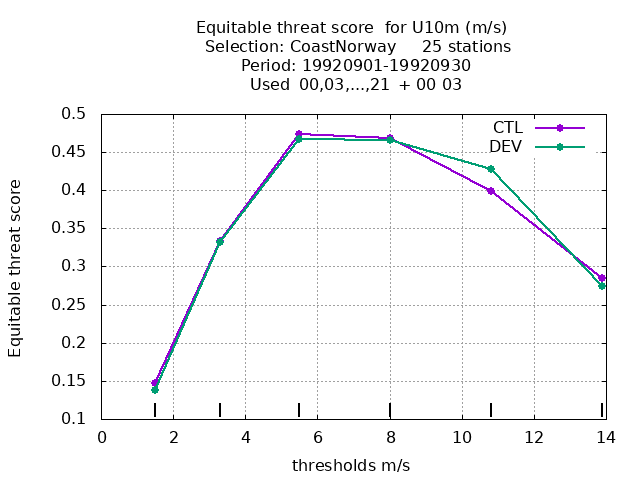 Equitable threat score  for U10m (m/s)
Selection: CoastNorway     25 stations
Period: 19920901-19920930
Used  00,03,...,21  + 00 03
CTL
DEV
0.5
0.45
0.4
0.35
0.3
0.25
0.2
0.15
0.1
Equitable threat score
0 2 4 6 8 10 12 14
thresholds m/s